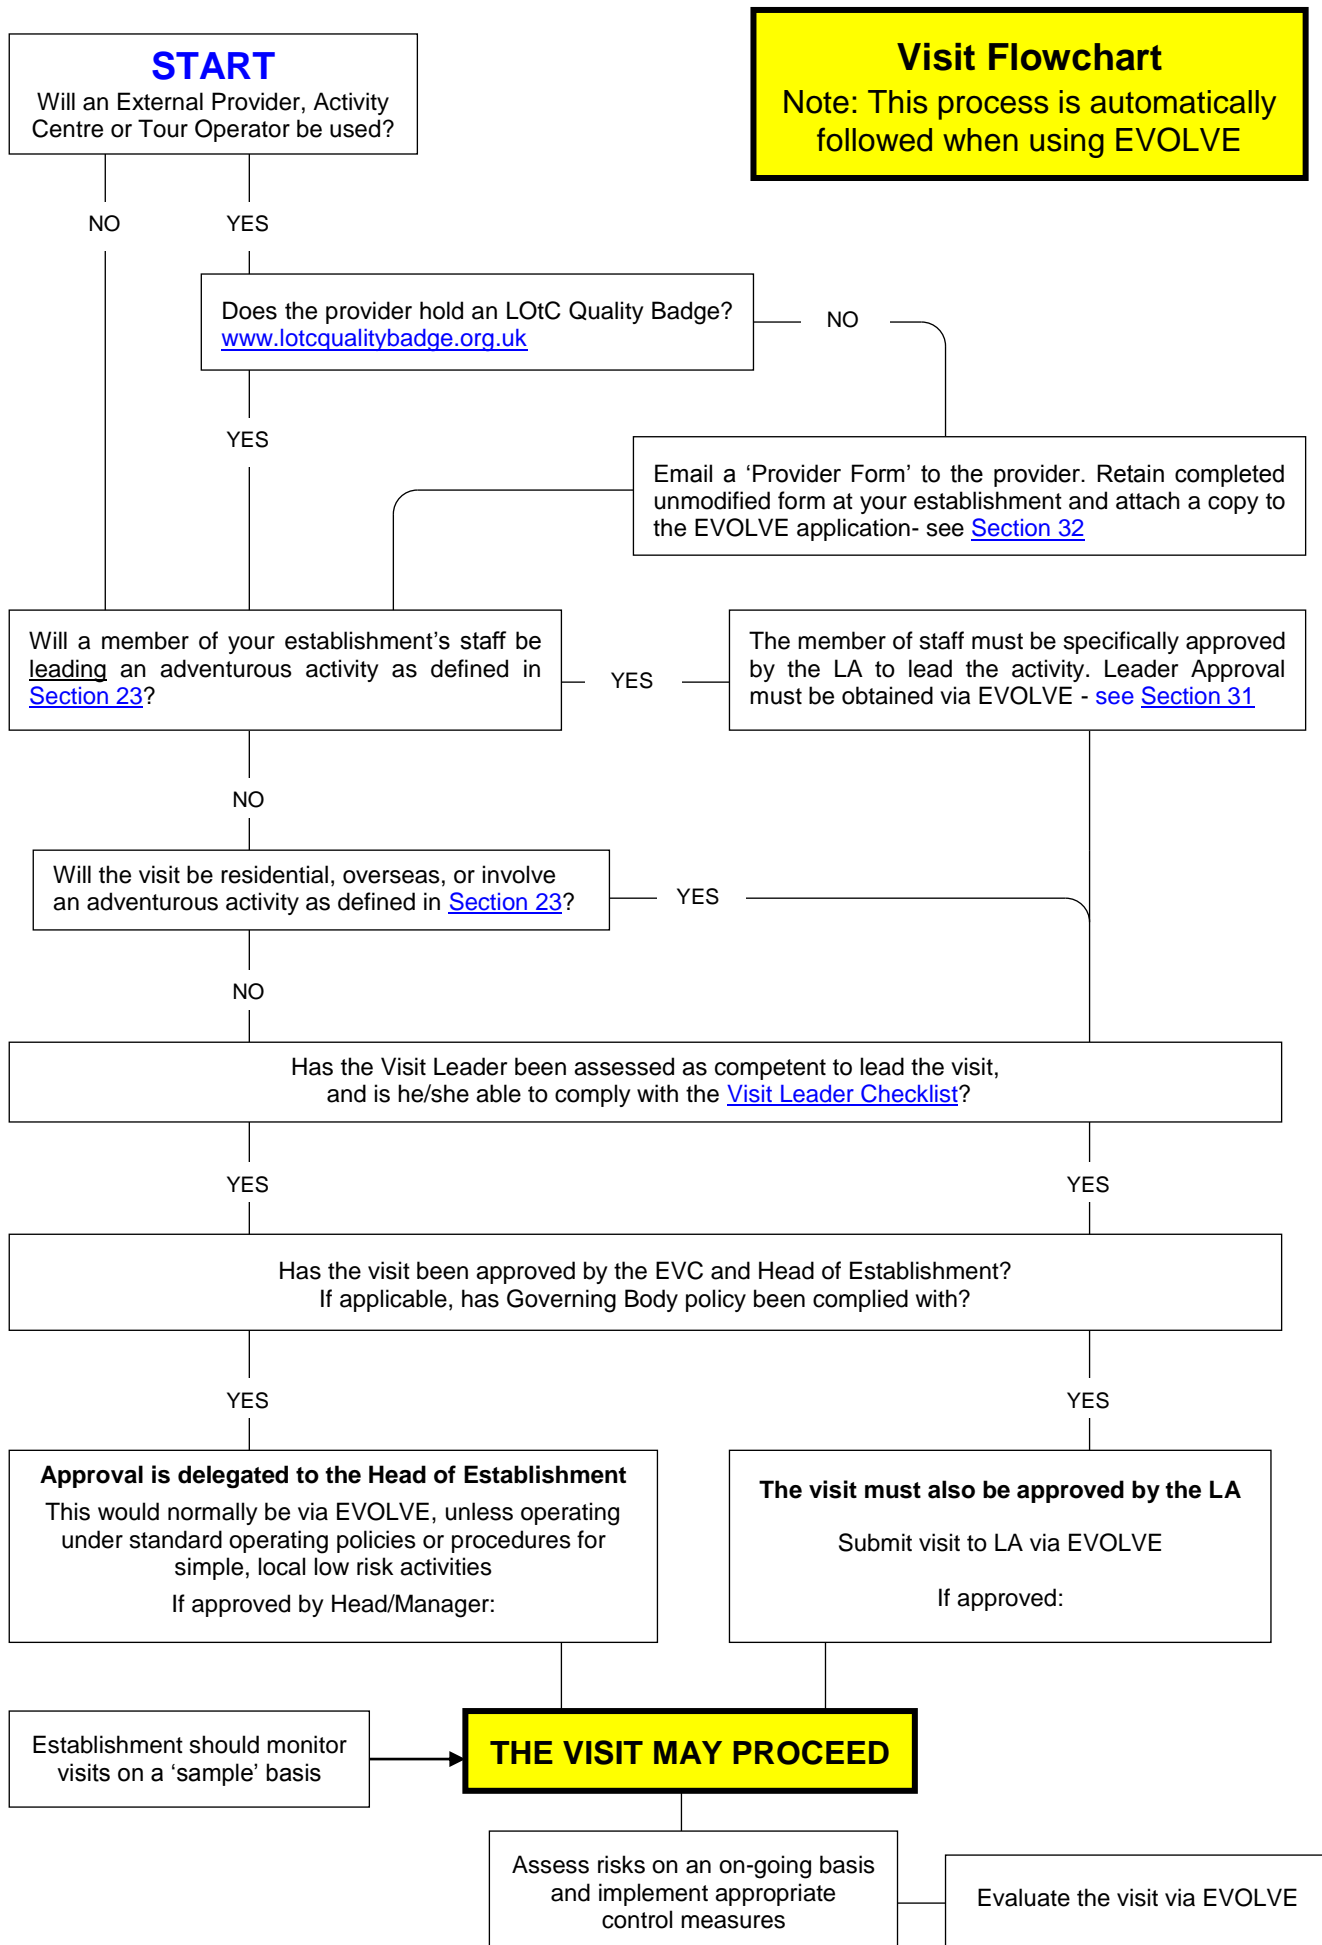 START
Will an External Provider, Activity
Centre or Tour Operator be used?
Visit Flowchart
Note: This process is automatically
followed when using EVOLVE
NO
YES
Does the provider hold an LOtC Quality Badge?
www.lotcqualitybadge.org.uk
NO
YES
Email a ‘Provider Form’ to the provider. Retain completed
unmodified form at your establishment and attach a copy to
the EVOLVE application- see Section 32
Will a member of your establishment’s staff be
leading an adventurous activity as defined in
Section 23?
YES
The member of staff must be specifically approved
by the LA to lead the activity. Leader Approval
must be obtained via EVOLVE - see Section 31
NO
Will the visit be residential, overseas, or involve
an adventurous activity as defined in Section 23?
YES
NO
Has the Visit Leader been assessed as competent to lead the visit,
and is he/she able to comply with the Visit Leader Checklist?
YES
YES
Has the visit been approved by the EVC and Head of Establishment?
If applicable, has Governing Body policy been complied with?
YES
YES
Approval is delegated to the Head of Establishment
This would normally be via EVOLVE, unless operating
under standard operating policies or procedures for
simple, local low risk activities
If approved by Head/Manager:
The visit must also be approved by the LA
Submit visit to LA via EVOLVE
If approved:
Establishment should monitor
visits on a ‘sample’ basis
THE VISIT MAY PROCEED
Assess risks on an on-going basis
and implement appropriate
control measures
Evaluate the visit via EVOLVE